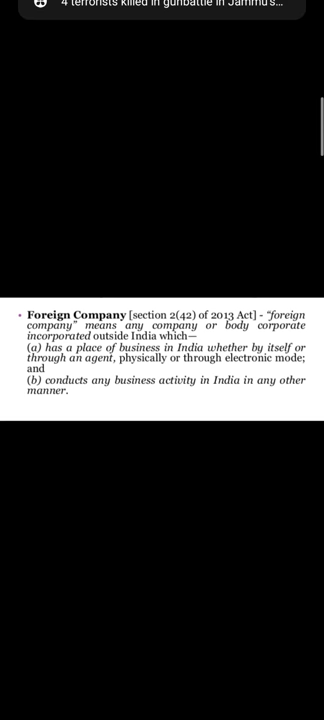 4 terrorists killed in gunbattle in Jammu's...
• Foreign Company [section 2(42) of 2013 Act] - "foreign
company" means any company or body corporate
incorporated outside India which—
(a) has a place of business in India whether by itself or
through an agent, physically or through electronic mode;
and
(b) conducts any business activity in India in any other
manner.